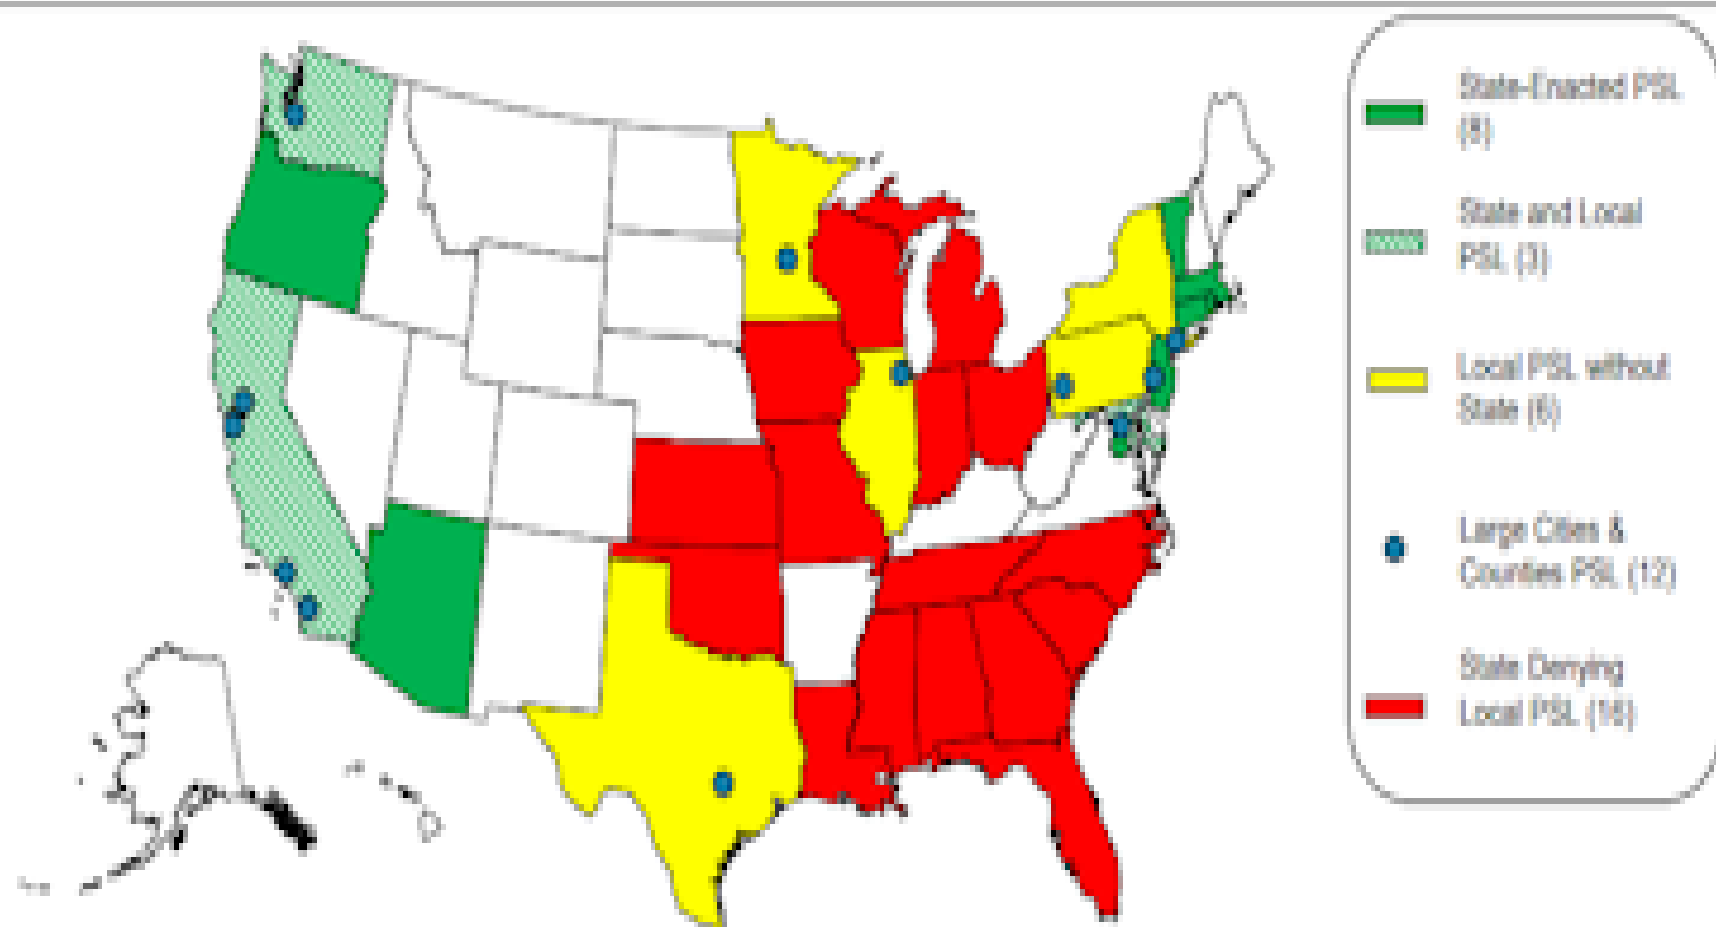 State-Enacted PSL
(8)
State and Local
PSL (3)
Local PSL without
State (6)
Large Cities &
Counties PSL (12)
State Denying
Local PSL (16)